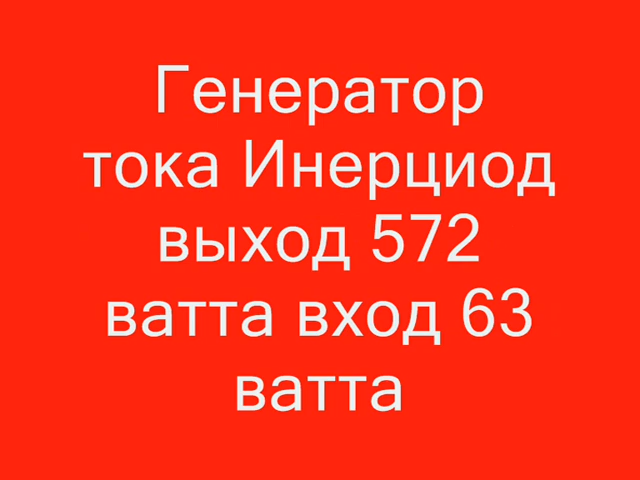 Генератор
тока Инерциод
выход 572
ватта вход 63
ватта